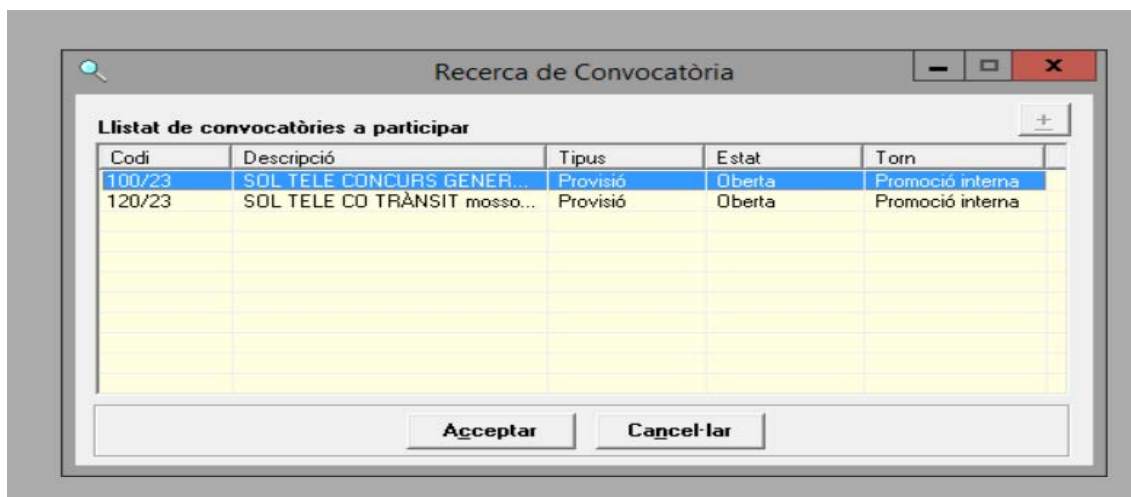 Recerca de Convocatòria
Llistat de convocatòries a participar
Codi Descripció Tipus Estat Torn
100/23 SOL TELE CONCURS GENER... Provisió Oberta Promoció interna
120/23 SOL TELE CO TRÀNSIT mosso... Provisió Oberta Promoció interna
Acceptar Cancel·lar